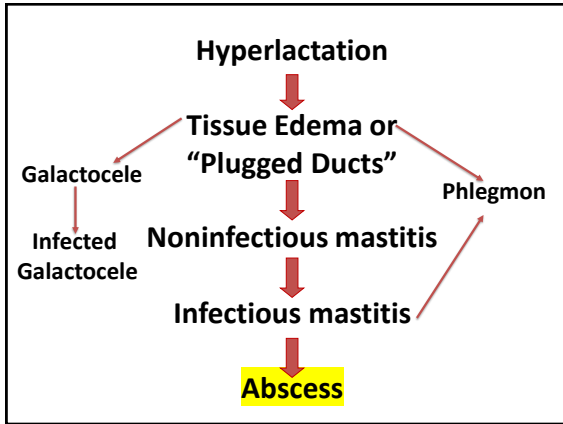 Hyperlactation
Tissue Edema or
“Plugged Ducts”
Galactocele
Phlegmon
Infected
Galactocele
Noninfectious mastitis
Infectious mastitis
Abscess